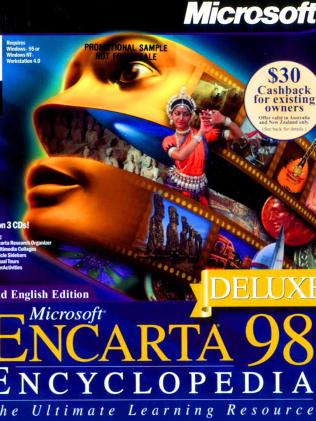 Microsoft
Requires
Windows 95 or
Windows NT
Workstation 4.0
PROMOTIONAL SAMPLE
NOT FOR SALE
$30
Cashback
for existing
owners
Offer valid in Australia
and New Zealand only
(See back for details.)
on 3 CDs!
arta Research Organizer
ltimedia Collages
cle Sidebars
ual Tours
Activities
d English Edition
DELUXE
Microsoft
ENCARTA 98
ENCYCLOPEDIA
he Ultimate Learning Resource